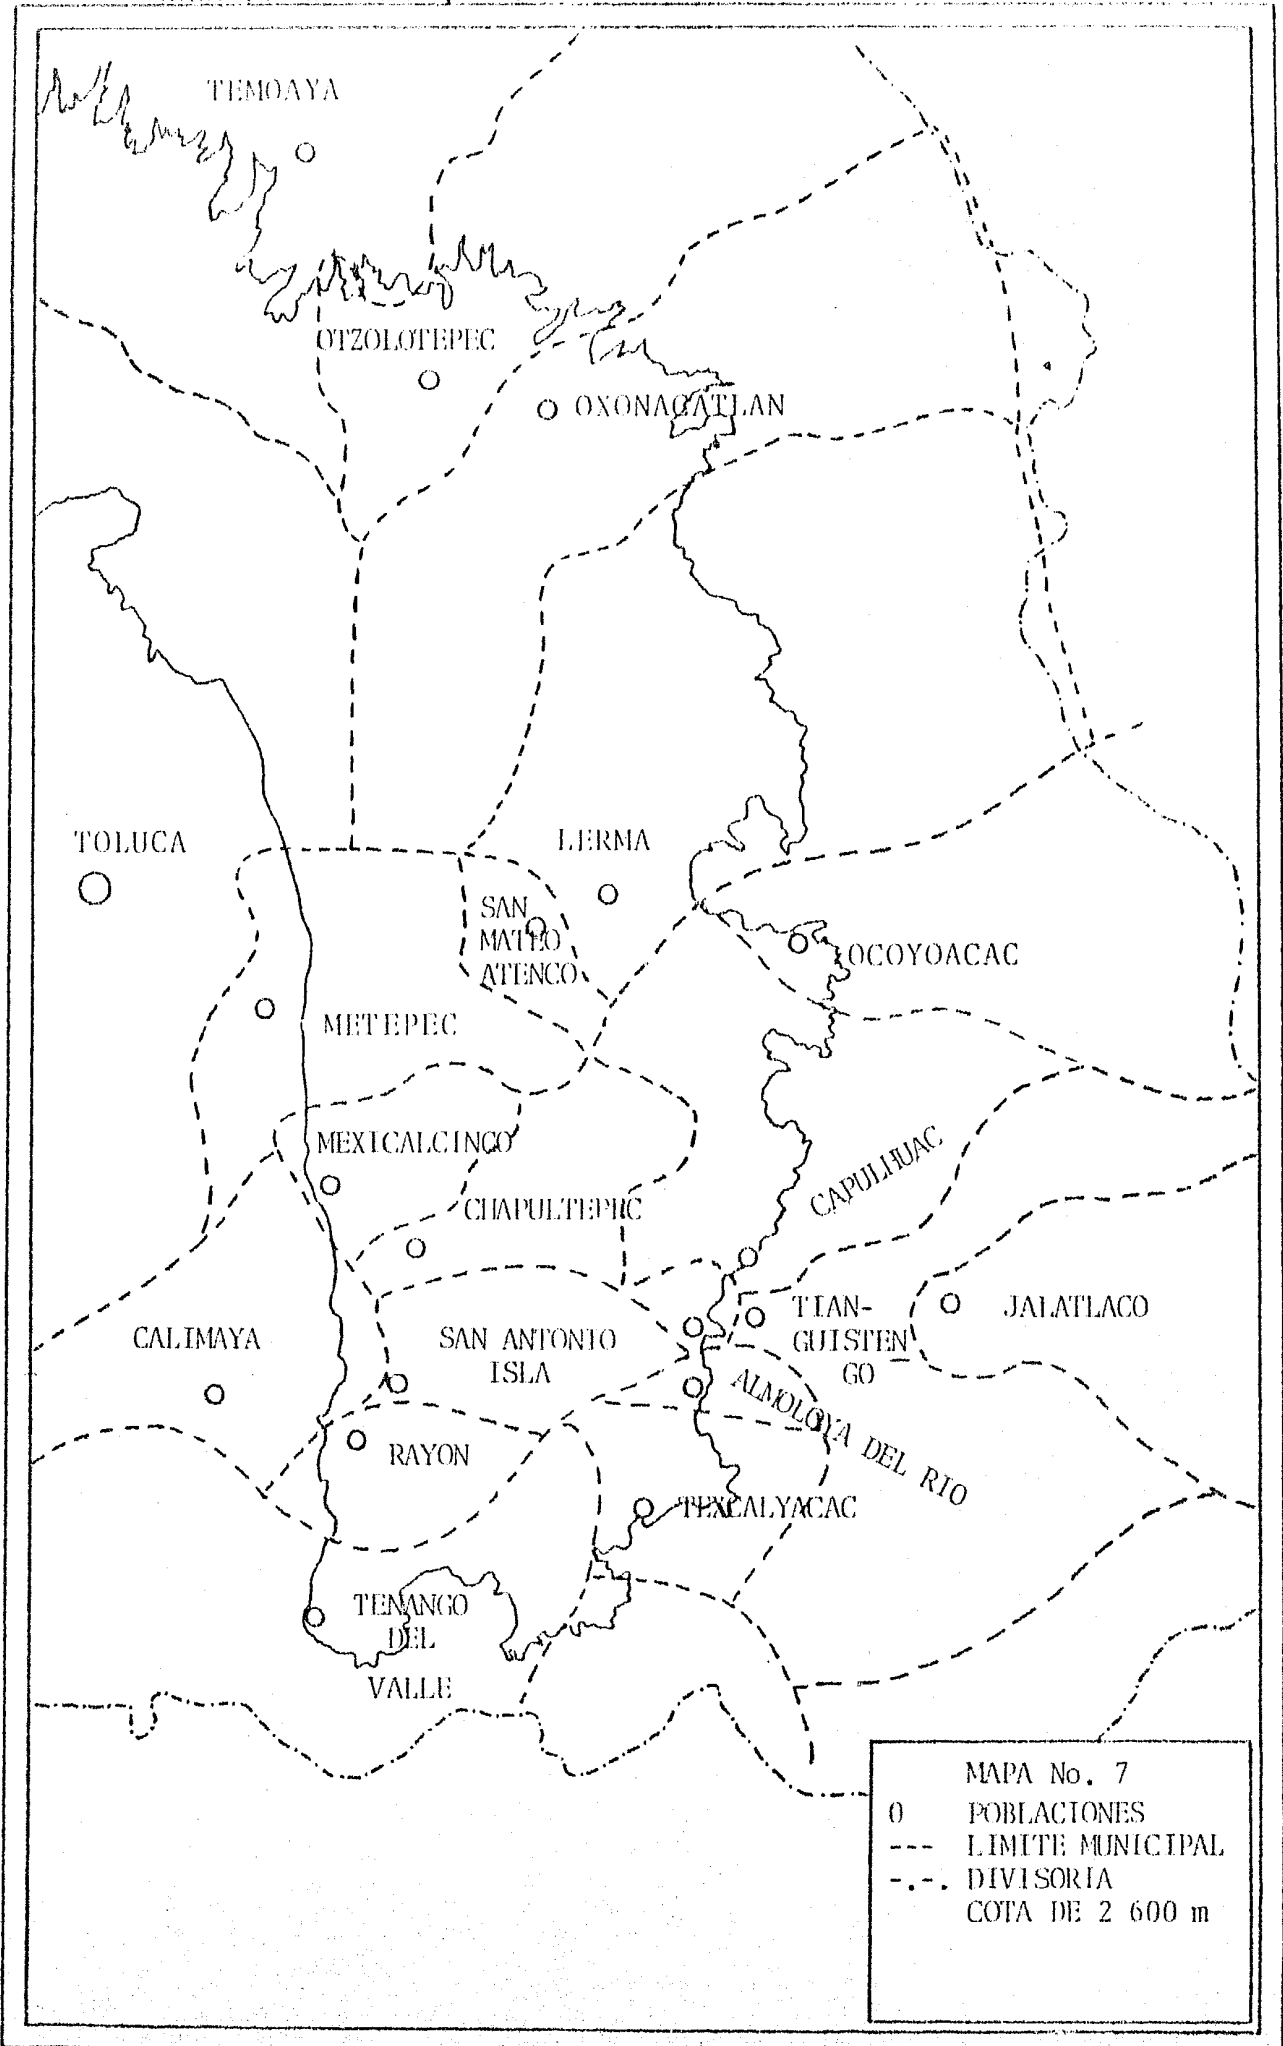 TEMOAYA
OTZOLOTEPEC
OXONACATLAN
TOLUCA
LERMA
SAN
MATEO
ATENCO
OCOYOACAC
METEPEC
MEXICALCINCO
CAPULHUAC
CHAPULTEPEC
CALIMAYA
SAN ANTONIO
ISLA
TIAN-
GUISTEN
GO
JALATLACO
ALMOLOYA DEL RIO
RAYON
TEXCALYACAC
TENANGO
DEL
VALLE
MAPA No. 7
O POBLACIONES
--- LIMITE MUNICIPAL
-.-. DIVISORIA
COTA DE 2 600 m